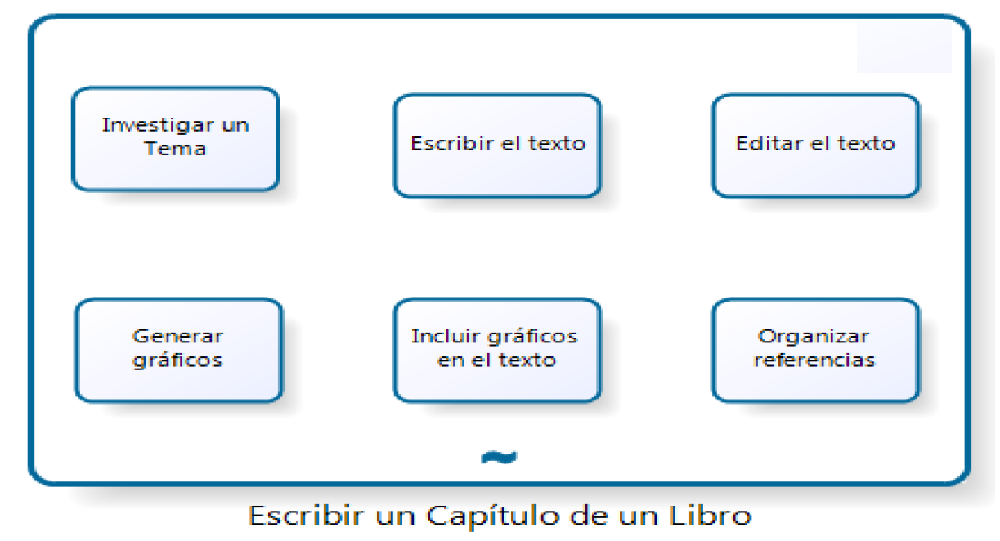 Investigar un
Tema
Escribir el texto
Editar el texto
Generar
gráficos
Incluir gráficos
en el texto
Organizar
referencias
~
Escribir un Capítulo de un Libro